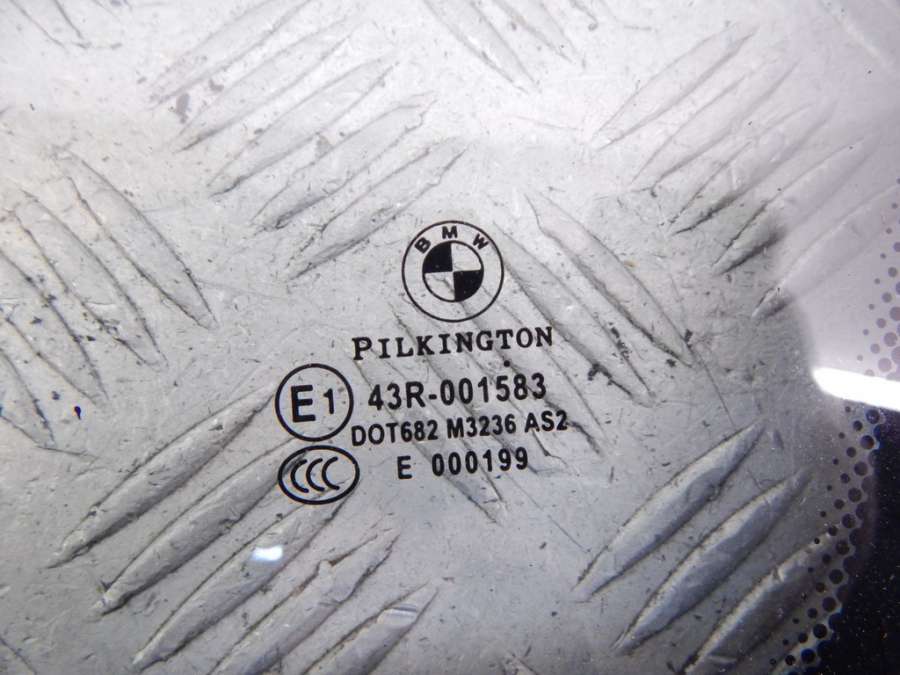 BMW
PILKINGTON
E1 43R-001583
DOT682 M3236 AS2
CCC E 000199